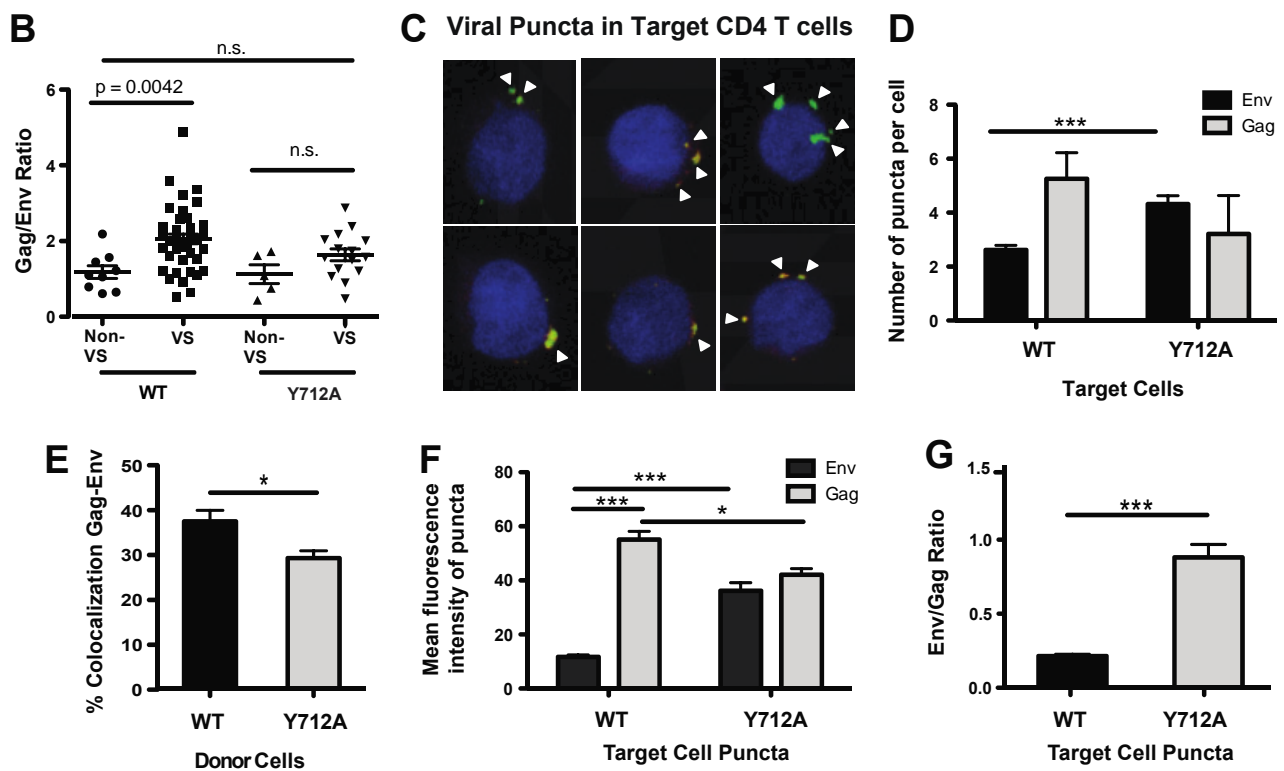 B
n.s.
p = 0.0042
n.s.
Gag/Env Ratio
6
4
2
0
Non-VS
VS
Non-VS
VS
WT
Y712A
C
Viral Puncta in Target CD4 T cells
D
Number of puncta per cell
8
6
4
2
0
***
Env
Gag
WT
Y712A
Target Cells
E
% Colocalization Gag-Env
50
40
30
20
10
0
*
WT
Y712A
Donor Cells
F
Mean fluorescence
intensity of puncta
80
60
40
20
0
***
***
*
Env
Gag
WT
Y712A
Target Cell Puncta
G
Env/Gag Ratio
1.5
1.0
0.5
0.0
***
WT
Y712A
Target Cell Puncta